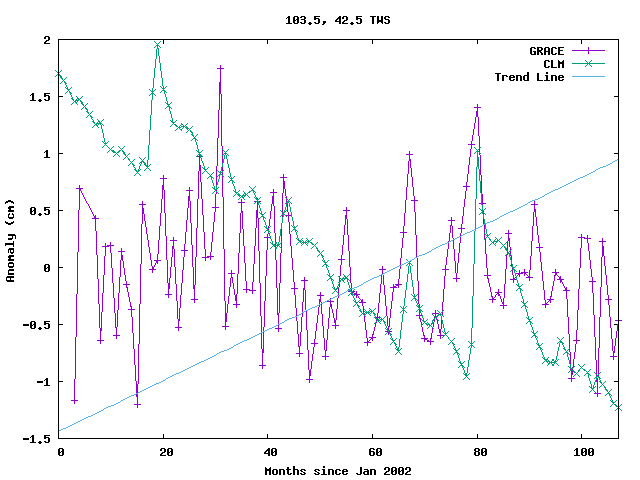 103.5, 42.5 TWS
GRACE
CLM
Trend Line
2
1.5
1
0.5
0
-0.5
-1
-1.5
Anomaly (cm)
0 20 40 60 80 100
Months since Jan 2002